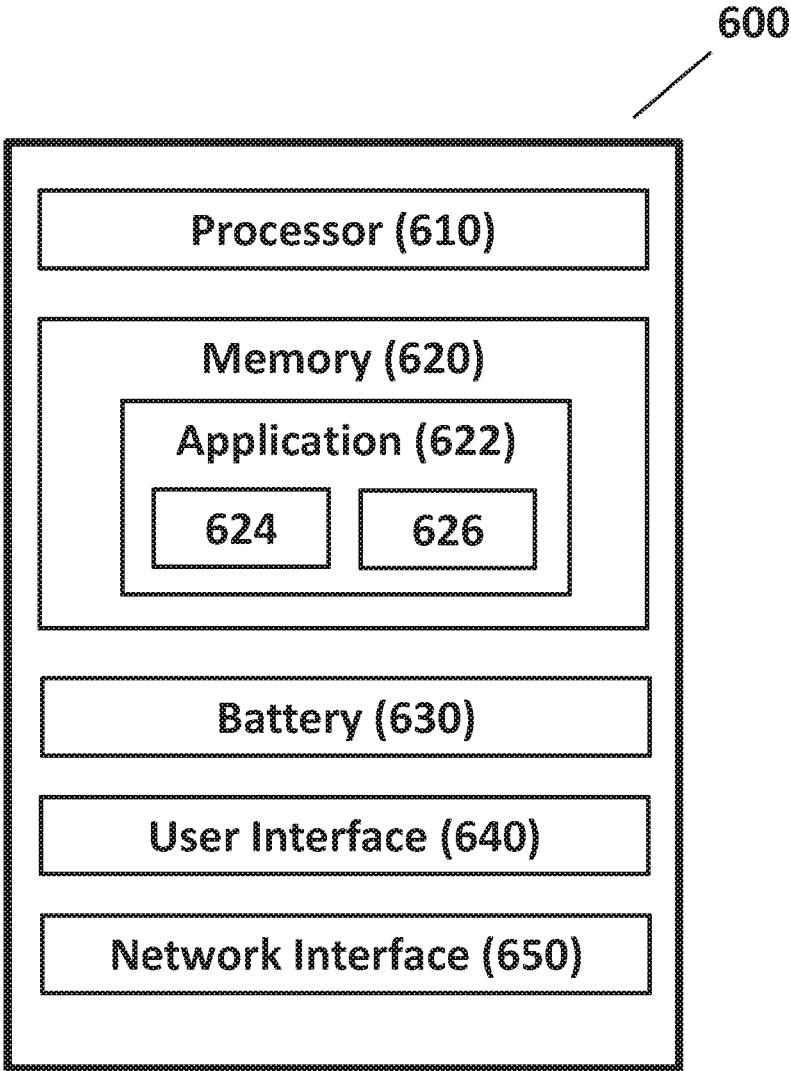 600
Processor (610)
Memory (620)
Application (622)
624 626
Battery (630)
User Interface (640)
Network Interface (650)